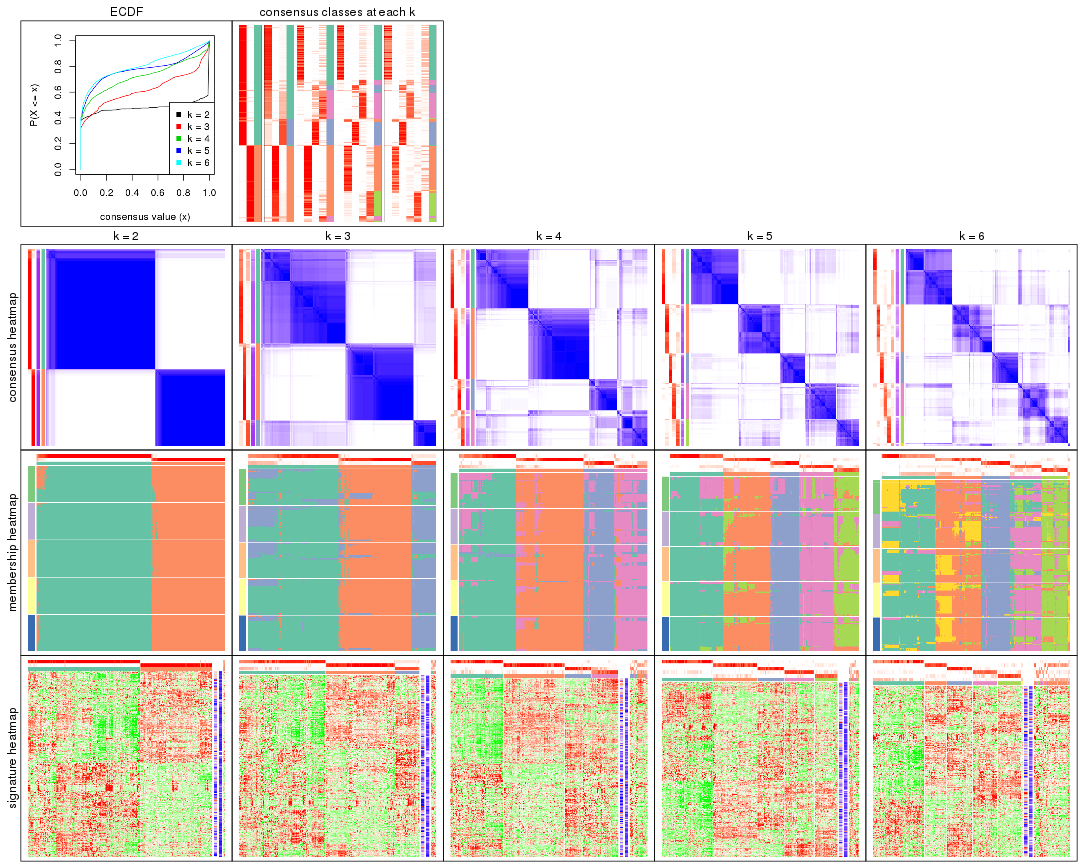 ECDF
consensus classes at each k
P(X <= x)
0.0 0.2 0.4 0.6 0.8 1.0
k = 2
k = 3
k = 4
k = 5
k = 6
0.0 0.2 0.4 0.6 0.8 1.0
consensus value (x)
k = 2 k = 3 k = 4 k = 5 k = 6
consensus heatmap
membership heatmap
signature heatmap